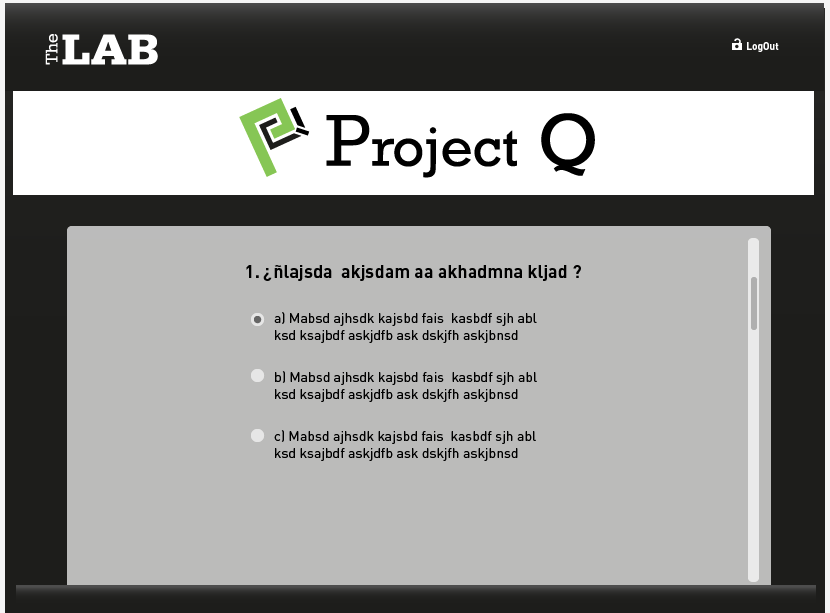 The LAB
LogOut
Project Q
1. ¿ñlajsda akjsdam aa akhadmna kljad ?
a) Mabsd ajhsdk kajsbd fais kasbdf sjh abl
ksd ksajbdf askjdfb ask dskjfh askjbnsd
b) Mabsd ajhsdk kajsbd fais kasbdf sjh abl
ksd ksajbdf askjdfb ask dskjfh askjbnsd
c) Mabsd ajhsdk kajsbd fais kasbdf sjh abl
ksd ksajbdf askjdfb ask dskjfh askjbnsd